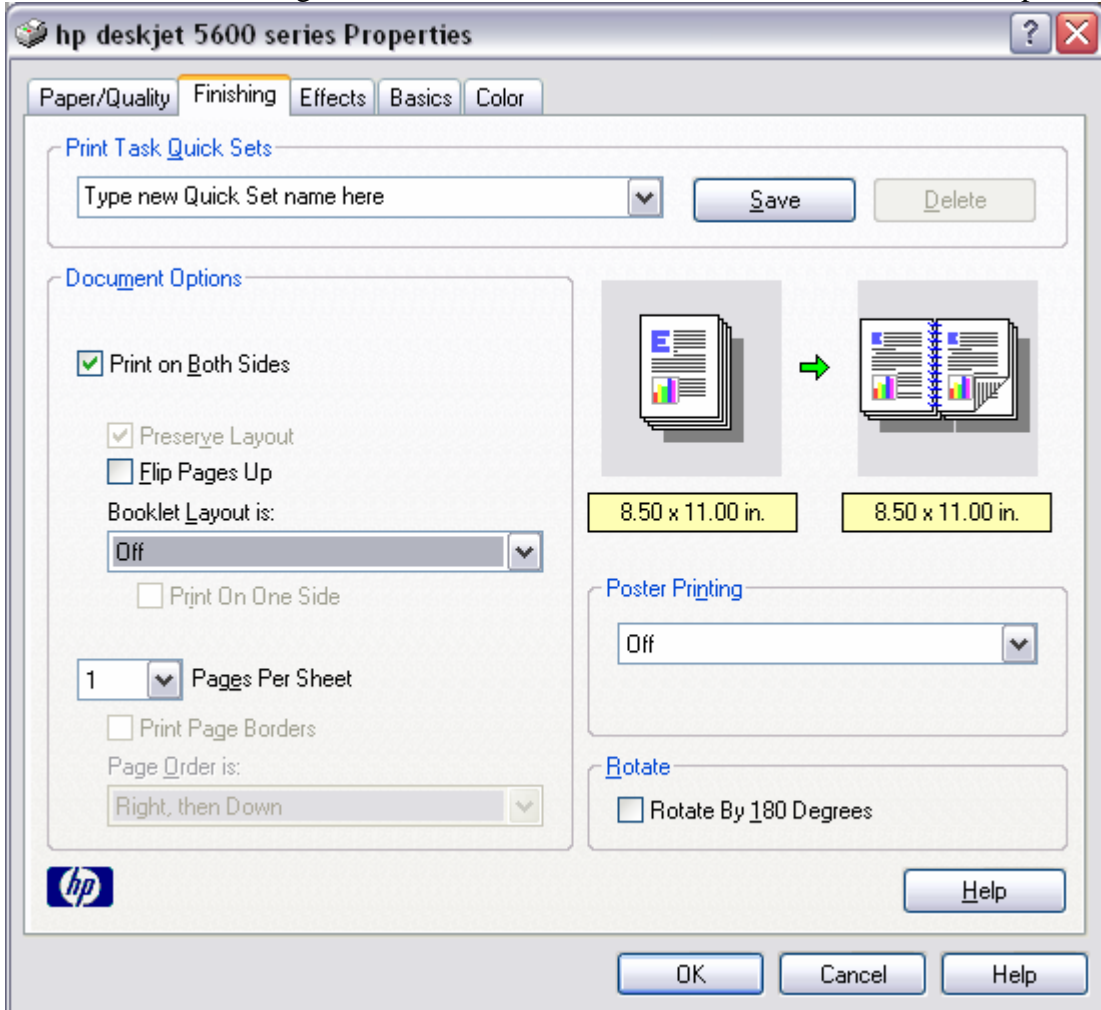 hp deskjet 5600 series Properties
Paper/Quality Finishing Effects Basics Color
Print Task Quick Sets
Type new Quick Set name here Save Delete
Document Options
Print on Both Sides
Preserve Layout
Flip Pages Up
Booklet Layout is:
Off
Print On One Side
1 Pages Per Sheet
Print Page Borders
Page Order is:
Right, then Down
E
8.50 x 11.00 in. 8.50 x 11.00 in.
Poster Printing
Off
Rotate
Rotate By 180 Degrees
hp
Help
OK Cancel Help